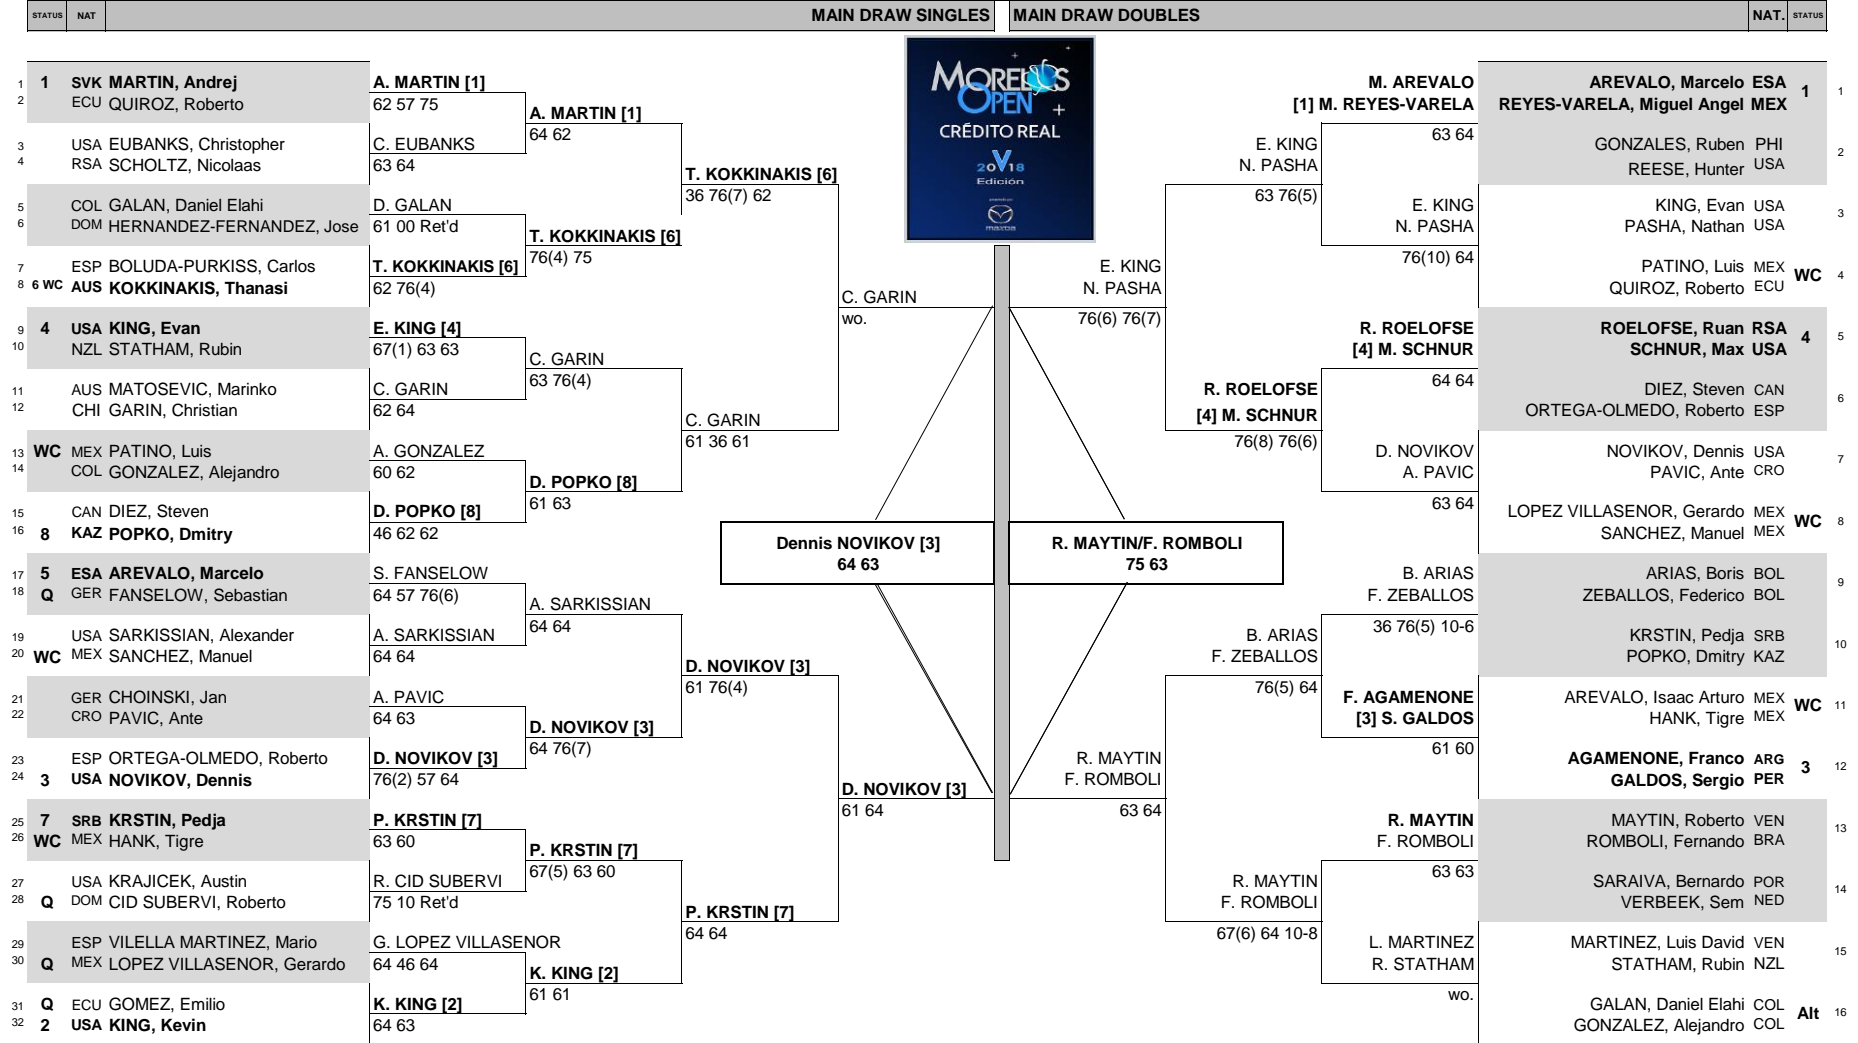 STATUS NAT MAIN DRAW SINGLES MAIN DRAW DOUBLES NAT. STATUS
MORELOS
OPEN
CRÉDITO REAL
20V18
Edición
mazda
1 1 SVK MARTIN, Andrej
2 ECU QUIROZ, Roberto
3 USA EUBANKS, Christopher
4 RSA SCHOLTZ, Nicolaas
5 COL GALAN, Daniel Elahi
6 DOM HERNANDEZ-FERNANDEZ, Jose
7 ESP BOLUDA-PURKISS, Carlos
8 6 WC AUS KOKKINAKIS, Thanasi
9 4 USA KING, Evan
10 NZL STATHAM, Rubin
11 AUS MATOSEVIC, Marinko
12 CHI GARIN, Christian
13 WC MEX PATINO, Luis
14 COL GONZALEZ, Alejandro
15 CAN DIEZ, Steven
16 8 KAZ POPKO, Dmitry
17 5 ESA AREVALO, Marcelo
18 Q GER FANSELOW, Sebastian
19 USA SARKISSIAN, Alexander
20 WC MEX SANCHEZ, Manuel
21 GER CHOINSKI, Jan
22 CRO PAVIC, Ante
23 ESP ORTEGA-OLMEDO, Roberto
24 3 USA NOVIKOV, Dennis
25 7 SRB KRSTIN, Pedja
26 WC MEX HANK, Tigre
27 USA KRAJICEK, Austin
28 Q DOM CID SUBERVI, Roberto
29 ESP VILELLA MARTINEZ, Mario
30 Q MEX LOPEZ VILLASENOR, Gerardo
31 Q ECU GOMEZ, Emilio
32 2 USA KING, Kevin
A. MARTIN [1]
62 57 75
C. EUBANKS
63 64
D. GALAN
61 00 Ret'd
T. KOKKINAKIS [6]
62 76(4)
E. KING [4]
67(1) 63 63
C. GARIN
62 64
A. GONZALEZ
60 62
D. POPKO [8]
46 62 62
S. FANSELOW
64 57 76(6)
A. SARKISSIAN
64 64
A. PAVIC
64 63
D. NOVIKOV [3]
76(2) 57 64
P. KRSTIN [7]
63 60
R. CID SUBERVI
75 10 Ret'd
G. LOPEZ VILLASENOR
64 46 64
K. KING [2]
64 63
A. MARTIN [1]
64 62
T. KOKKINAKIS [6]
76(4) 75
C. GARIN
63 76(4)
D. POPKO [8]
61 63
A. SARKISSIAN
64 64
D. NOVIKOV [3]
64 76(7)
P. KRSTIN [7]
67(5) 63 60
K. KING [2]
61 61
T. KOKKINAKIS [6]
36 76(7) 62
C. GARIN
61 36 61
D. NOVIKOV [3]
61 76(4)
P. KRSTIN [7]
64 64
C. GARIN
wo.
D. NOVIKOV [3]
61 64
Dennis NOVIKOV [3]
64 63
R. MAYTIN/F. ROMBOLI
75 63
E. KING
N. PASHA
76(6) 76(7)
R. MAYTIN
F. ROMBOLI
63 64
E. KING
N. PASHA
63 76(5)
R. ROELOFSE
[4] M. SCHNUR
76(8) 76(6)
B. ARIAS
F. ZEBALLOS
76(5) 64
R. MAYTIN
F. ROMBOLI
67(6) 64 10-8
M. AREVALO
[1] M. REYES-VARELA
63 64
E. KING
N. PASHA
76(10) 64
R. ROELOFSE
[4] M. SCHNUR
64 64
D. NOVIKOV
A. PAVIC
63 64
B. ARIAS
F. ZEBALLOS
36 76(5) 10-6
F. AGAMENONE
[3] S. GALDOS
61 60
R. MAYTIN
F. ROMBOLI
63 63
L. MARTINEZ
R. STATHAM
wo.
AREVALO, Marcelo ESA 1 1
REYES-VARELA, Miguel Angel MEX
GONZALES, Ruben PHI 2
REESE, Hunter USA
KING, Evan USA 3
PASHA, Nathan USA
PATINO, Luis MEX WC 4
QUIROZ, Roberto ECU
ROELOFSE, Ruan RSA 4 5
SCHNUR, Max USA
DIEZ, Steven CAN 6
ORTEGA-OLMEDO, Roberto ESP
NOVIKOV, Dennis USA 7
PAVIC, Ante CRO
LOPEZ VILLASENOR, Gerardo MEX WC 8
SANCHEZ, Manuel MEX
ARIAS, Boris BOL 9
ZEBALLOS, Federico BOL
KRSTIN, Pedja SRB 10
POPKO, Dmitry KAZ
AREVALO, Isaac Arturo MEX WC 11
HANK, Tigre MEX
AGAMENONE, Franco ARG 3 12
GALDOS, Sergio PER
MAYTIN, Roberto VEN 13
ROMBOLI, Fernando BRA
SARAIVA, Bernardo POR 14
VERBEEK, Sem NED
MARTINEZ, Luis David VEN 15
STATHAM, Rubin NZL
GALAN, Daniel Elahi COL Alt 16
GONZALEZ, Alejandro COL